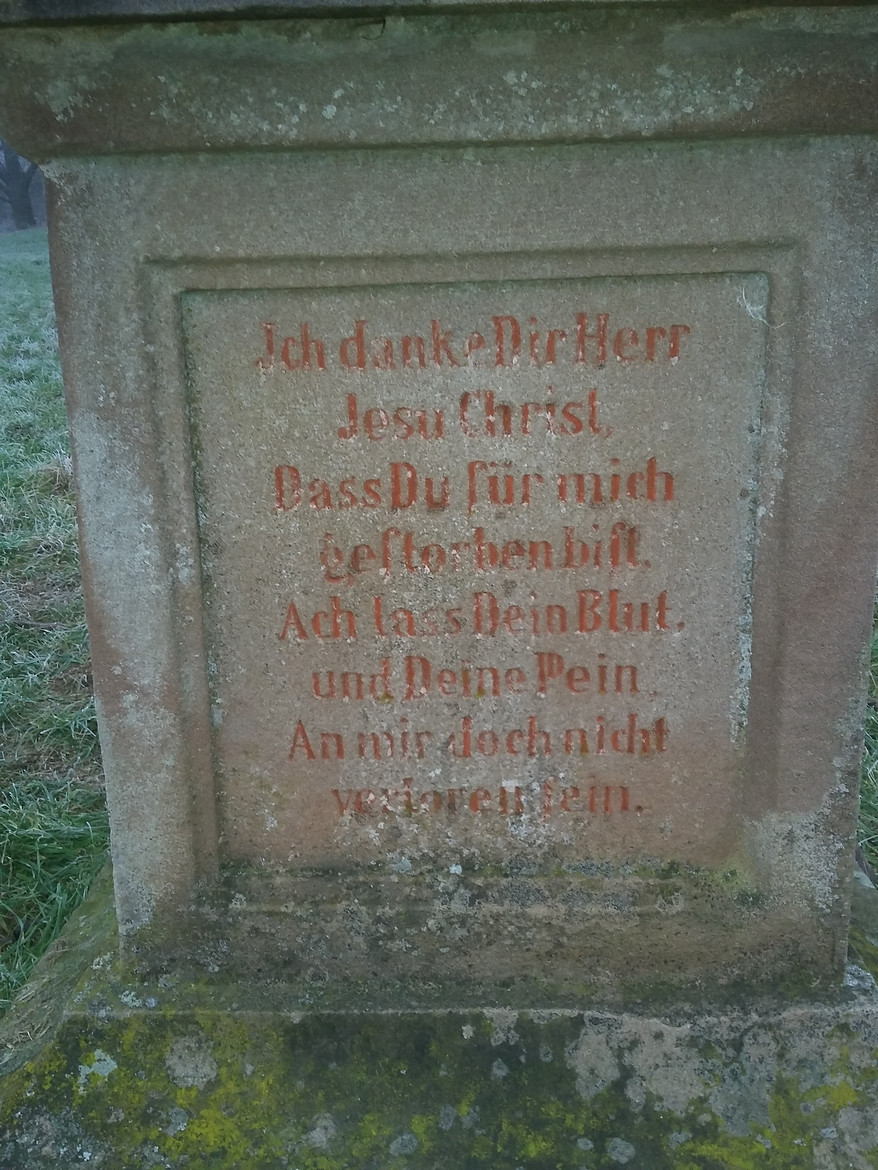 Ich danke Dir Herr
Jesu Christ,
Dass Du für mich
geſtorben biſt.
Ach lass Dein Blut,
und Deine Pein.
An mir doch nicht
verloren ſein.